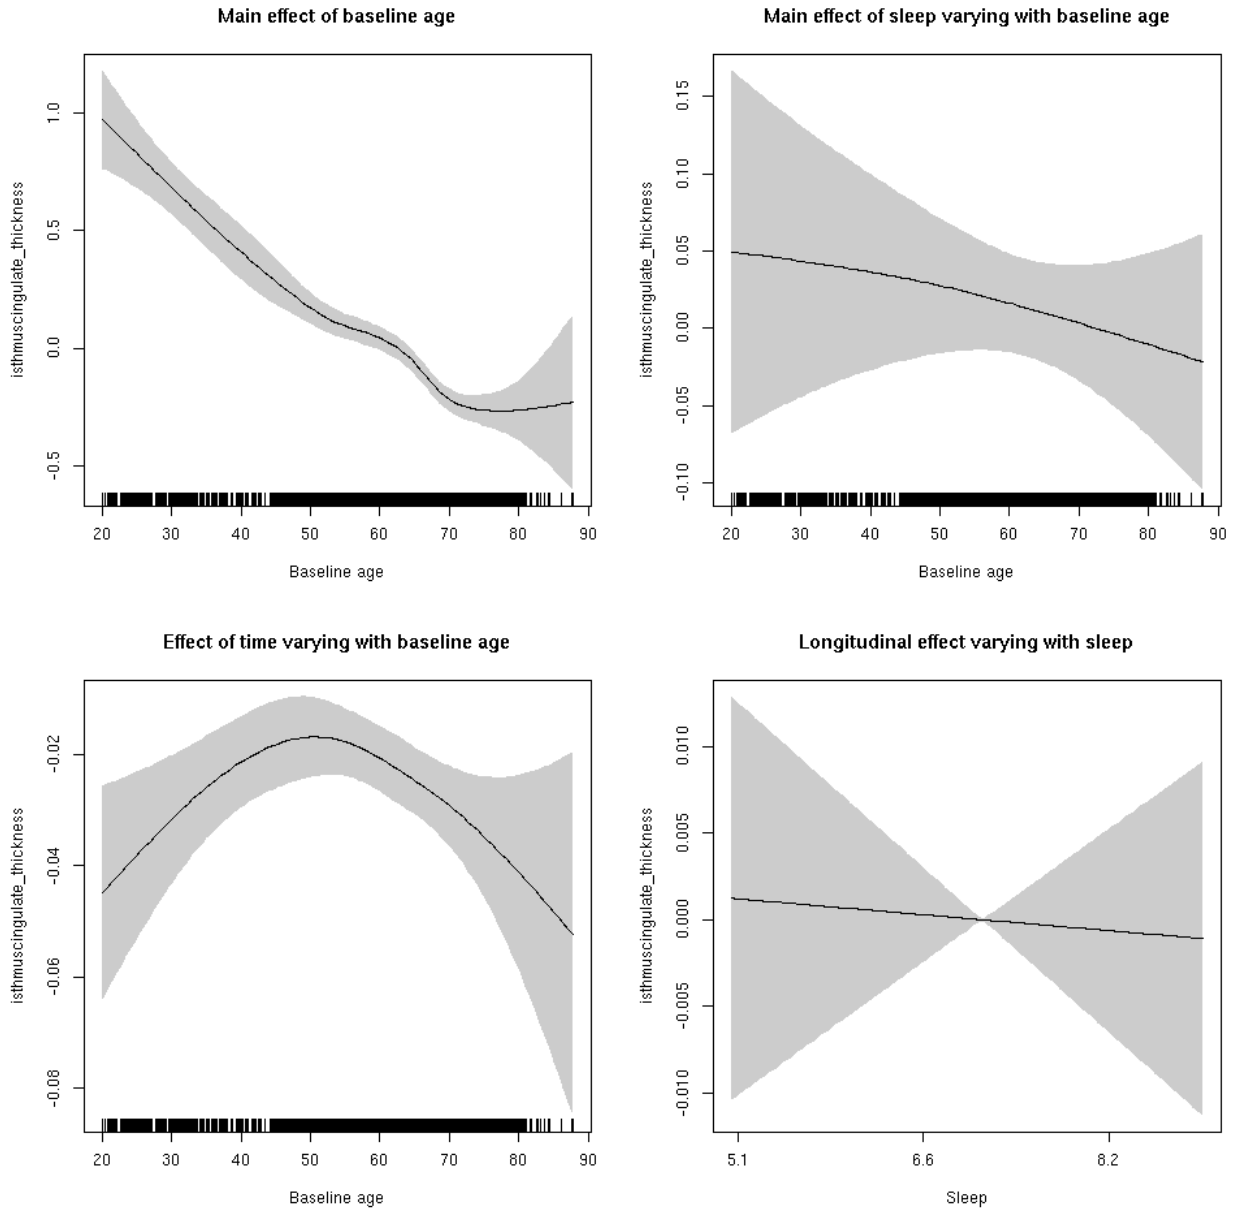 Main effect of baseline age
isthmuscingulate_thickness
1.0
0.5
0.0
-0.5
20 30 40 50 60 70 80 90
Baseline age
Main effect of sleep varying with baseline age
isthmuscingulate_thickness
0.15
0.10
0.05
0.00
-0.05
-0.10
20 30 40 50 60 70 80 90
Baseline age
Effect of time varying with baseline age
isthmuscingulate_thickness
-0.02
-0.04
-0.06
-0.08
20 30 40 50 60 70 80 90
Baseline age
Longitudinal effect varying with sleep
isthmuscingulate_thickness
0.010
0.005
0.000
-0.005
-0.010
5.1 6.6 8.2
Sleep